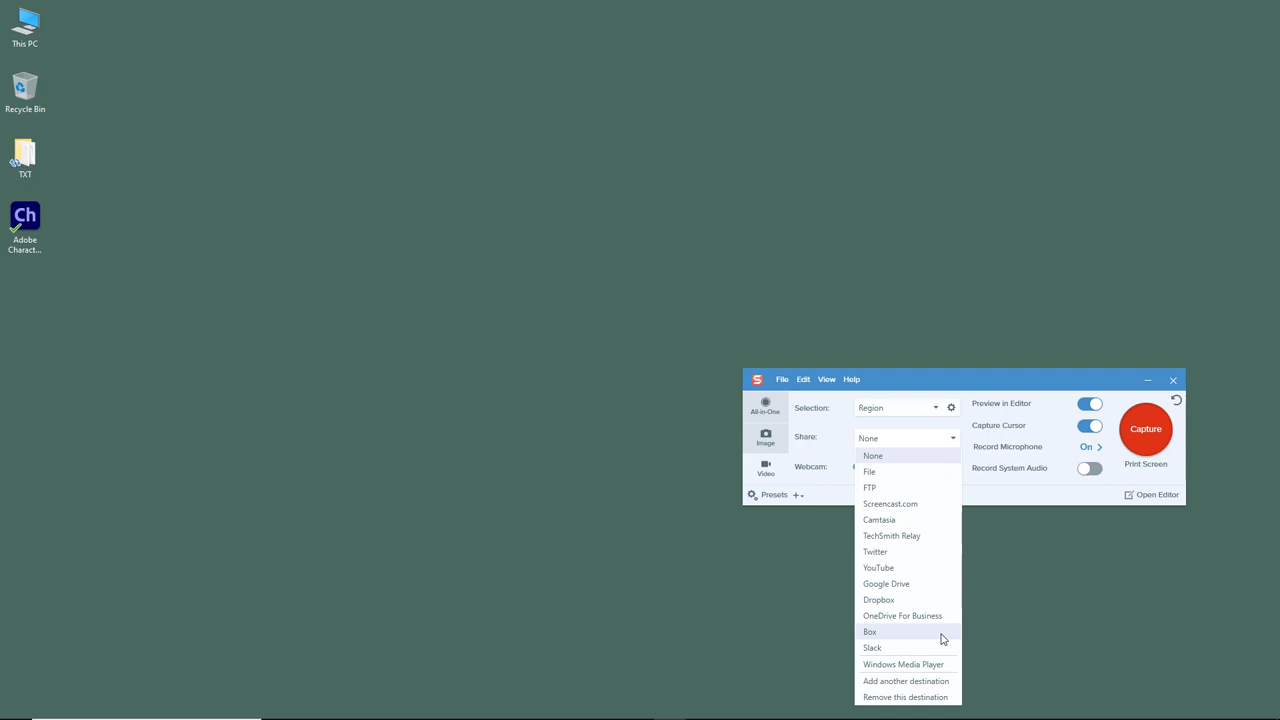 This PC
Recycle Bin
TXT
Ch
Adobe
Charact...
S
File Edit View Help
All-in-One
Image
Video
Selection:
Region
Share:
None
Webcam:
None
File
FTP
Screencast.com
Camtasia
TechSmith Relay
Twitter
YouTube
Google Drive
Dropbox
OneDrive For Business
Box
Slack
Windows Media Player
Add another destination
Remove this destination
Preview in Editor
Capture Cursor
Record Microphone
On
Record System Audio
Capture
Print Screen
Presets
Open Editor